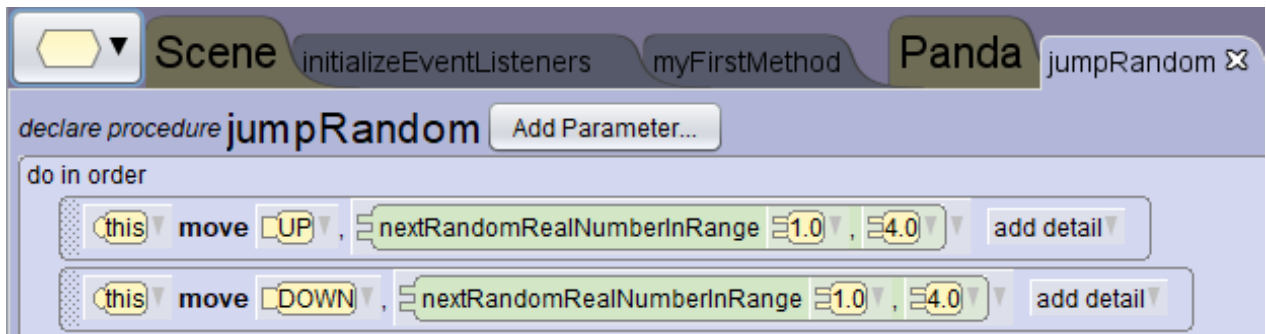 Scene initializeEventListeners myFirstMethod Panda jumpRandom
declare procedure jumpRandom Add Parameter...
do in order
this move UP , nextRandomRealNumberInRange 1.0 , 4.0 add detail
this move DOWN , nextRandomRealNumberInRange 1.0 , 4.0 add detail